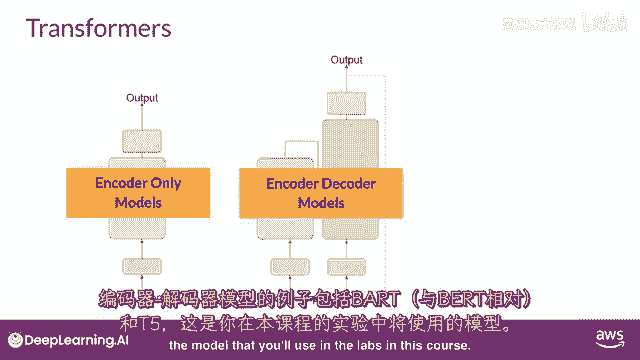 Transformers
Output
Output
Encoder Only
Models
Encoder Decoder
Models
编码器-解码器模型的例子包括BART（与BERT相对）
和T5，这是你在本课程的实验中将使用的模型。
the model that you'll use in the labs in this course.
DeepLearning.AI
aws